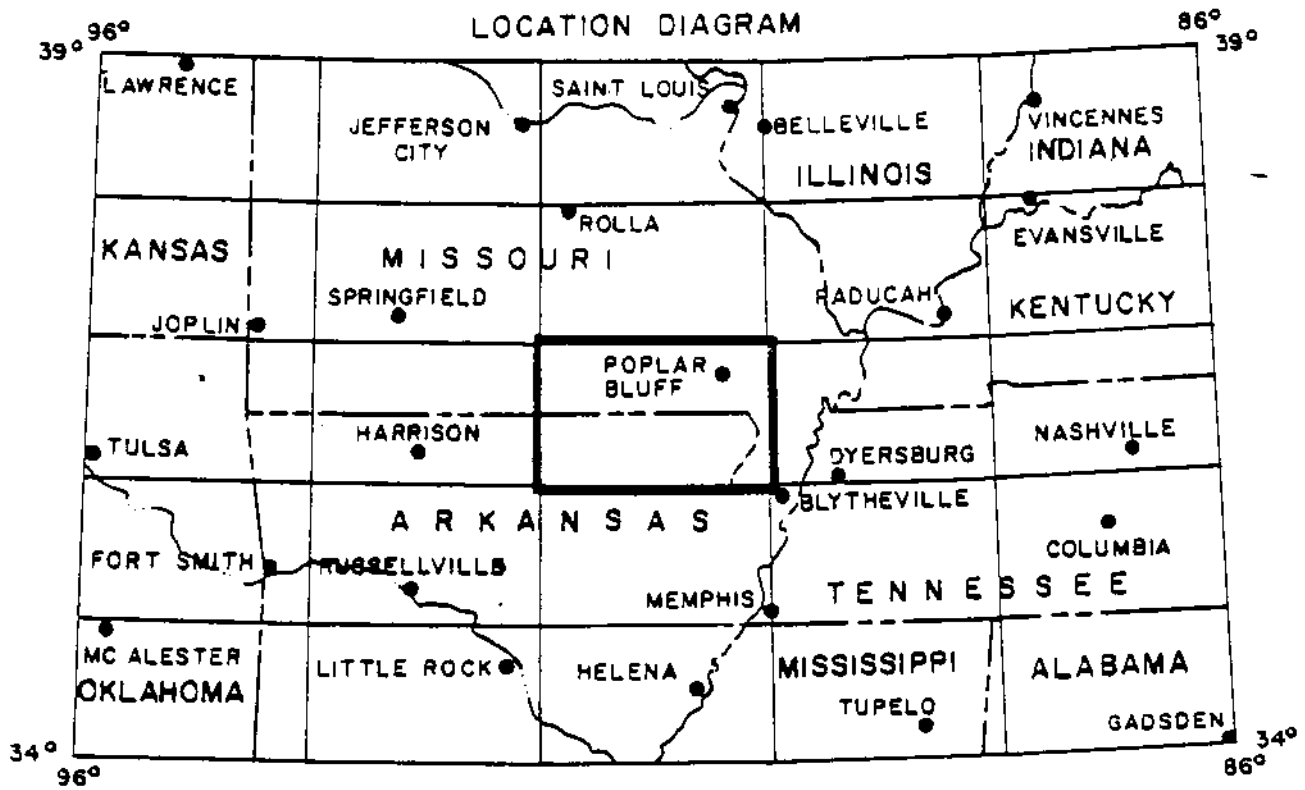 LOCATION DIAGRAM
96°
86°
39°
39°
LAWRENCE
SAINT LOUIS
JEFFERSON
CITY
BELLEVILLE
VINCENNES
INDIANA
ILLINOIS
ROLLA
EVANSVILLE
KANSAS
MISSOURI
SPRINGFIELD
PADUCAH
KENTUCKY
JOPLIN
POPLAR
BLUFF
TULSA
HARRISON
DYERSBURG
NASHVILLE
BLYTHEVILLE
ARKANSAS
COLUMBIA
FORT SMITH
RUSSELLVILLE
MEMPHIS
TENNESSEE
MC ALESTER
OKLAHOMA
LITTLE ROCK
HELENA
MISSISSIPPI
ALABAMA
TUPELO
GADSDEN
34°
34°
96°
86°